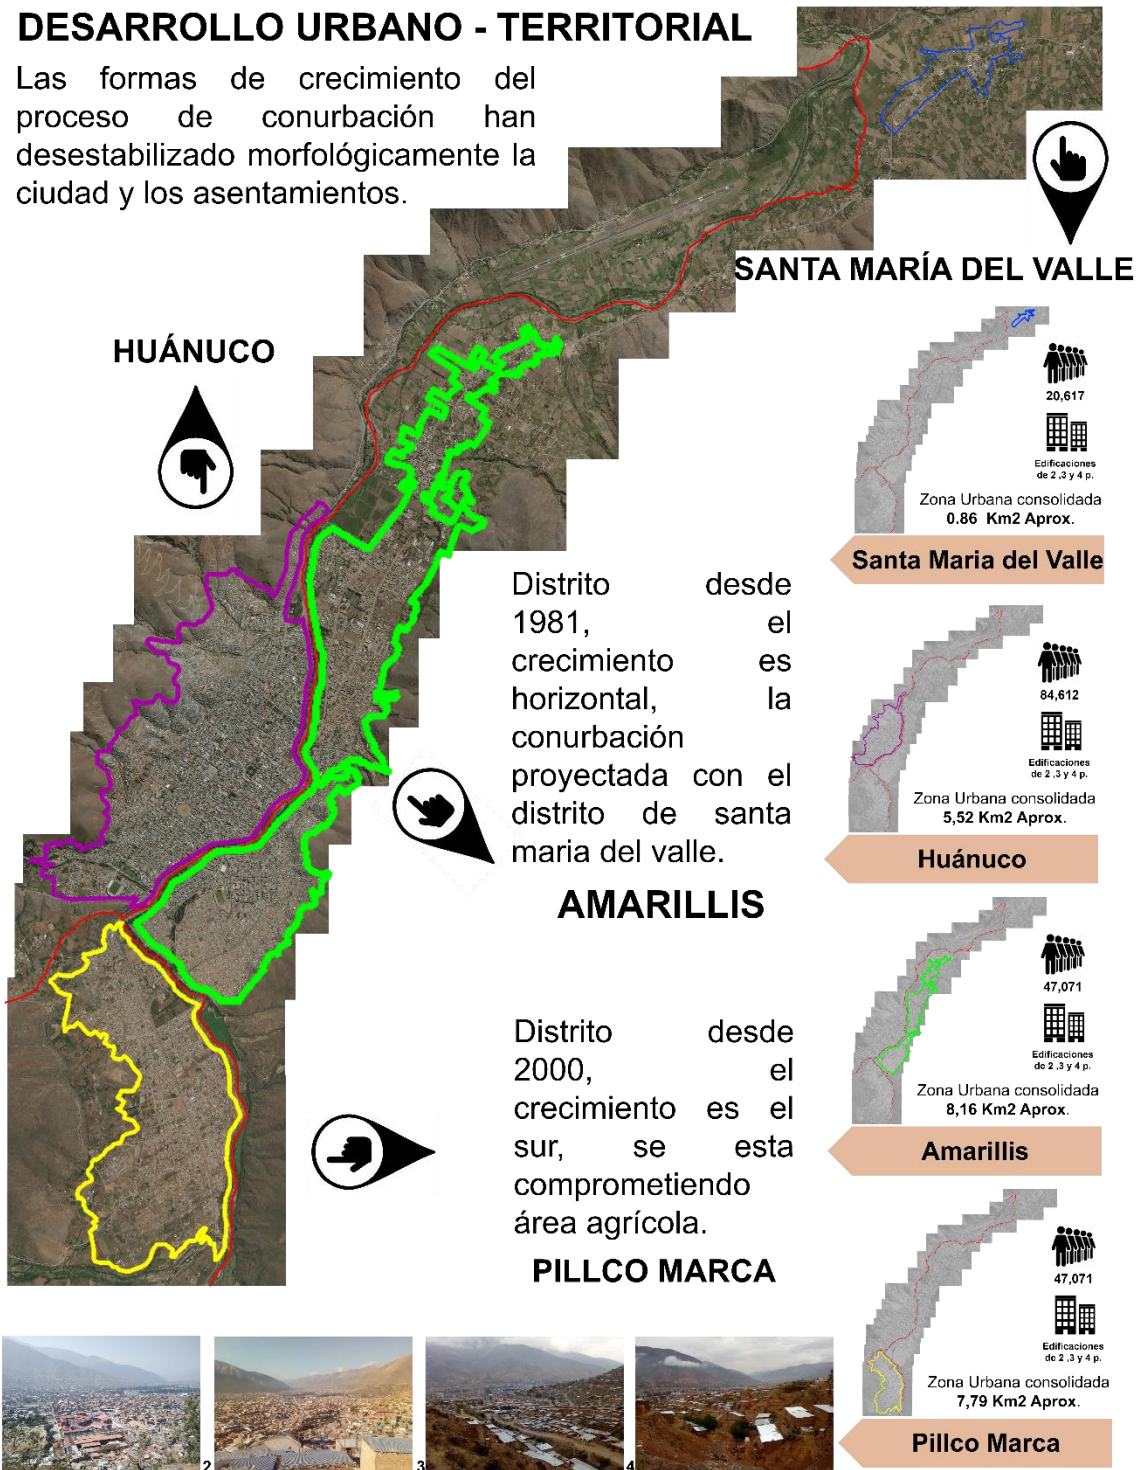 DESARROLLO URBANO - TERRITORIAL
Las formas de crecimiento del
proceso de conurbación han
desestabilizado morfológicamente la
ciudad y los asentamientos.
SANTA MARÍA DEL VALLE
HUÁNUCO
20,617
Edificaciones
de 2 ,3 y 4 p.
Zona Urbana consolidada
0.86 Km2 Aprox.
Santa Maria del Valle
Distrito desde
1981, el
crecimiento es
horizontal, la
conurbación
proyectada con el
distrito de santa
maria del valle.
AMARILLIS
84,612
Edificaciones
de 2 ,3 y 4 p.
Zona Urbana consolidada
5,52 Km2 Aprox.
Huánuco
47,071
Edificaciones
de 2 ,3 y 4 p.
Zona Urbana consolidada
8,16 Km2 Aprox.
Amarillis
Distrito desde
2000, el
crecimiento es el
sur, se esta
comprometiendo
área agrícola.
PILLCO MARCA
47,071
Edificaciones
de 2 ,3 y 4 p.
Zona Urbana consolidada
7,79 Km2 Aprox.
Pillco Marca
2
3
4